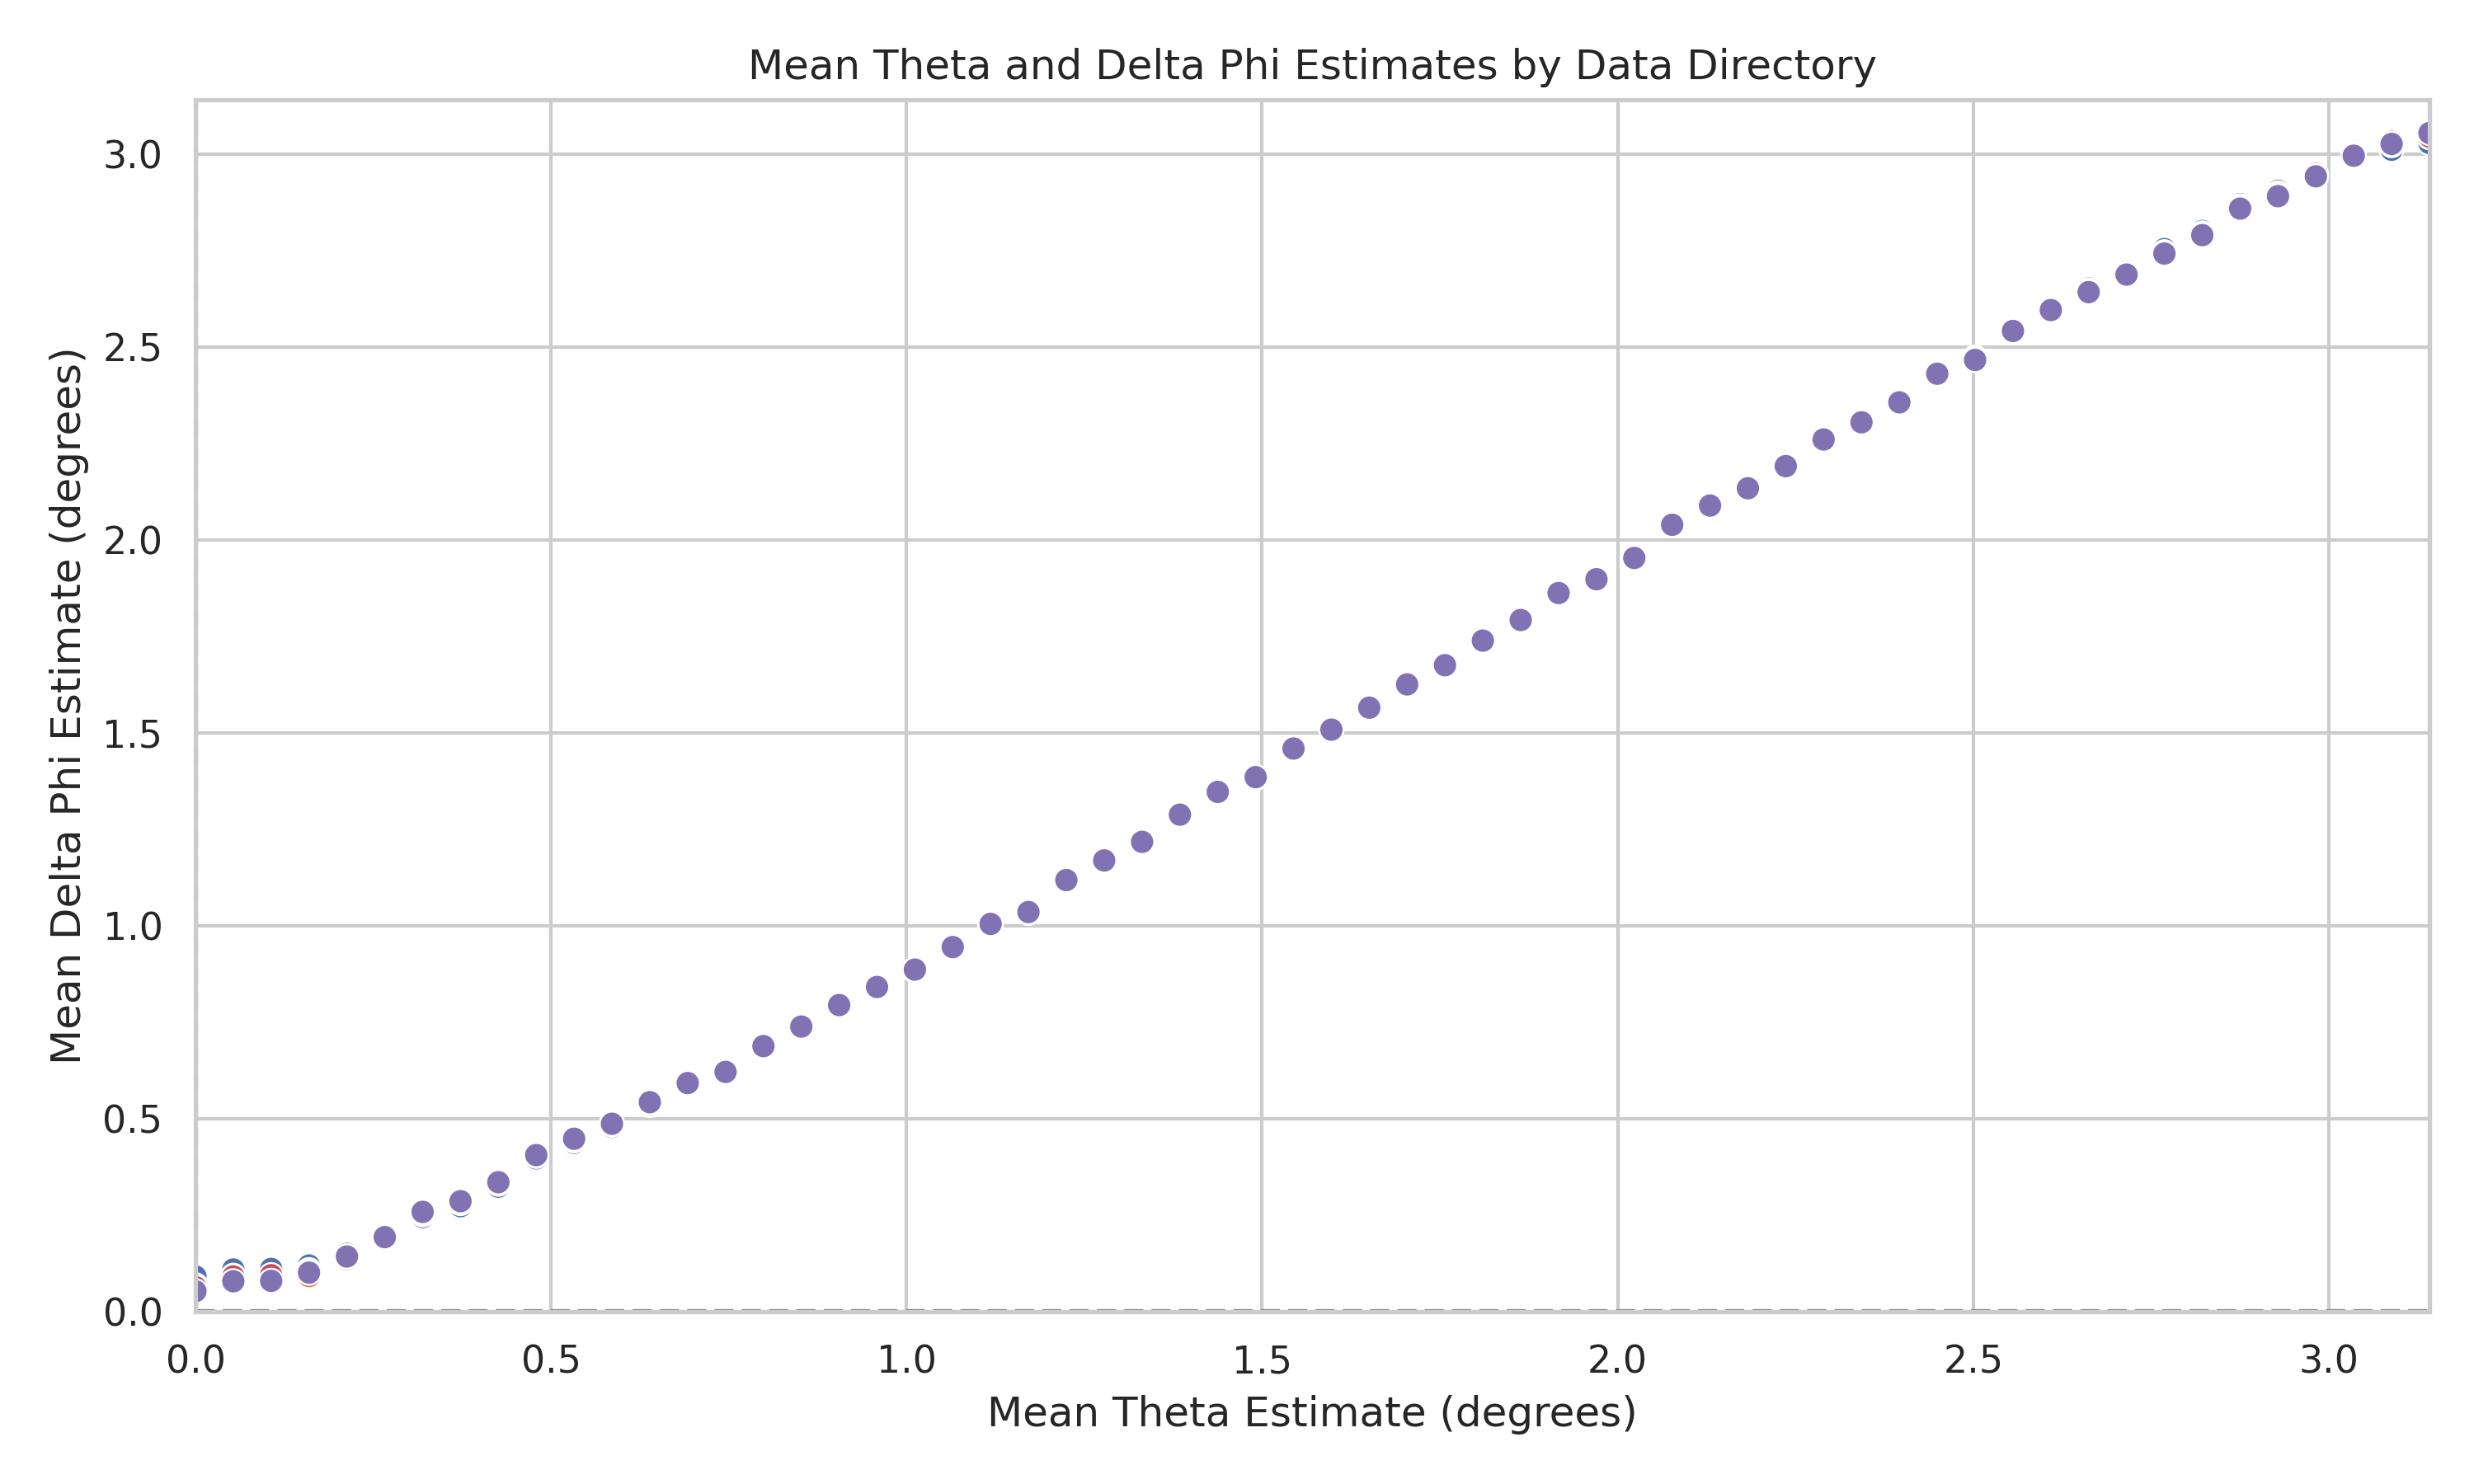 Mean Theta and Delta Phi Estimates by Data Directory
Mean Delta Phi Estimate (degrees)
3.0
2.5
2.0
1.5
1.0
0.5
0.0
0.0 0.5 1.0 1.5 2.0 2.5 3.0
Mean Theta Estimate (degrees)